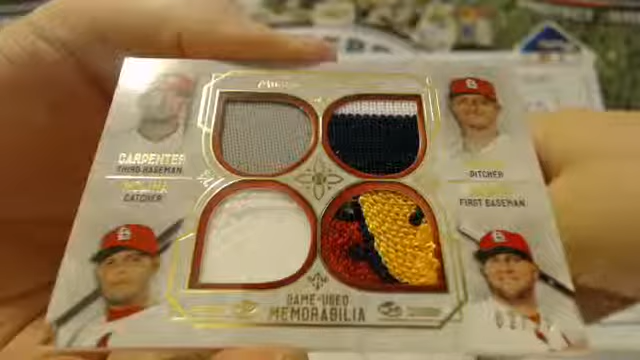 CARPENTER
THIRD BASEMAN
MOLINA
CATCHER
PITCHER
FIRST BASEMAN
GAME-USED
MEMORABILIA